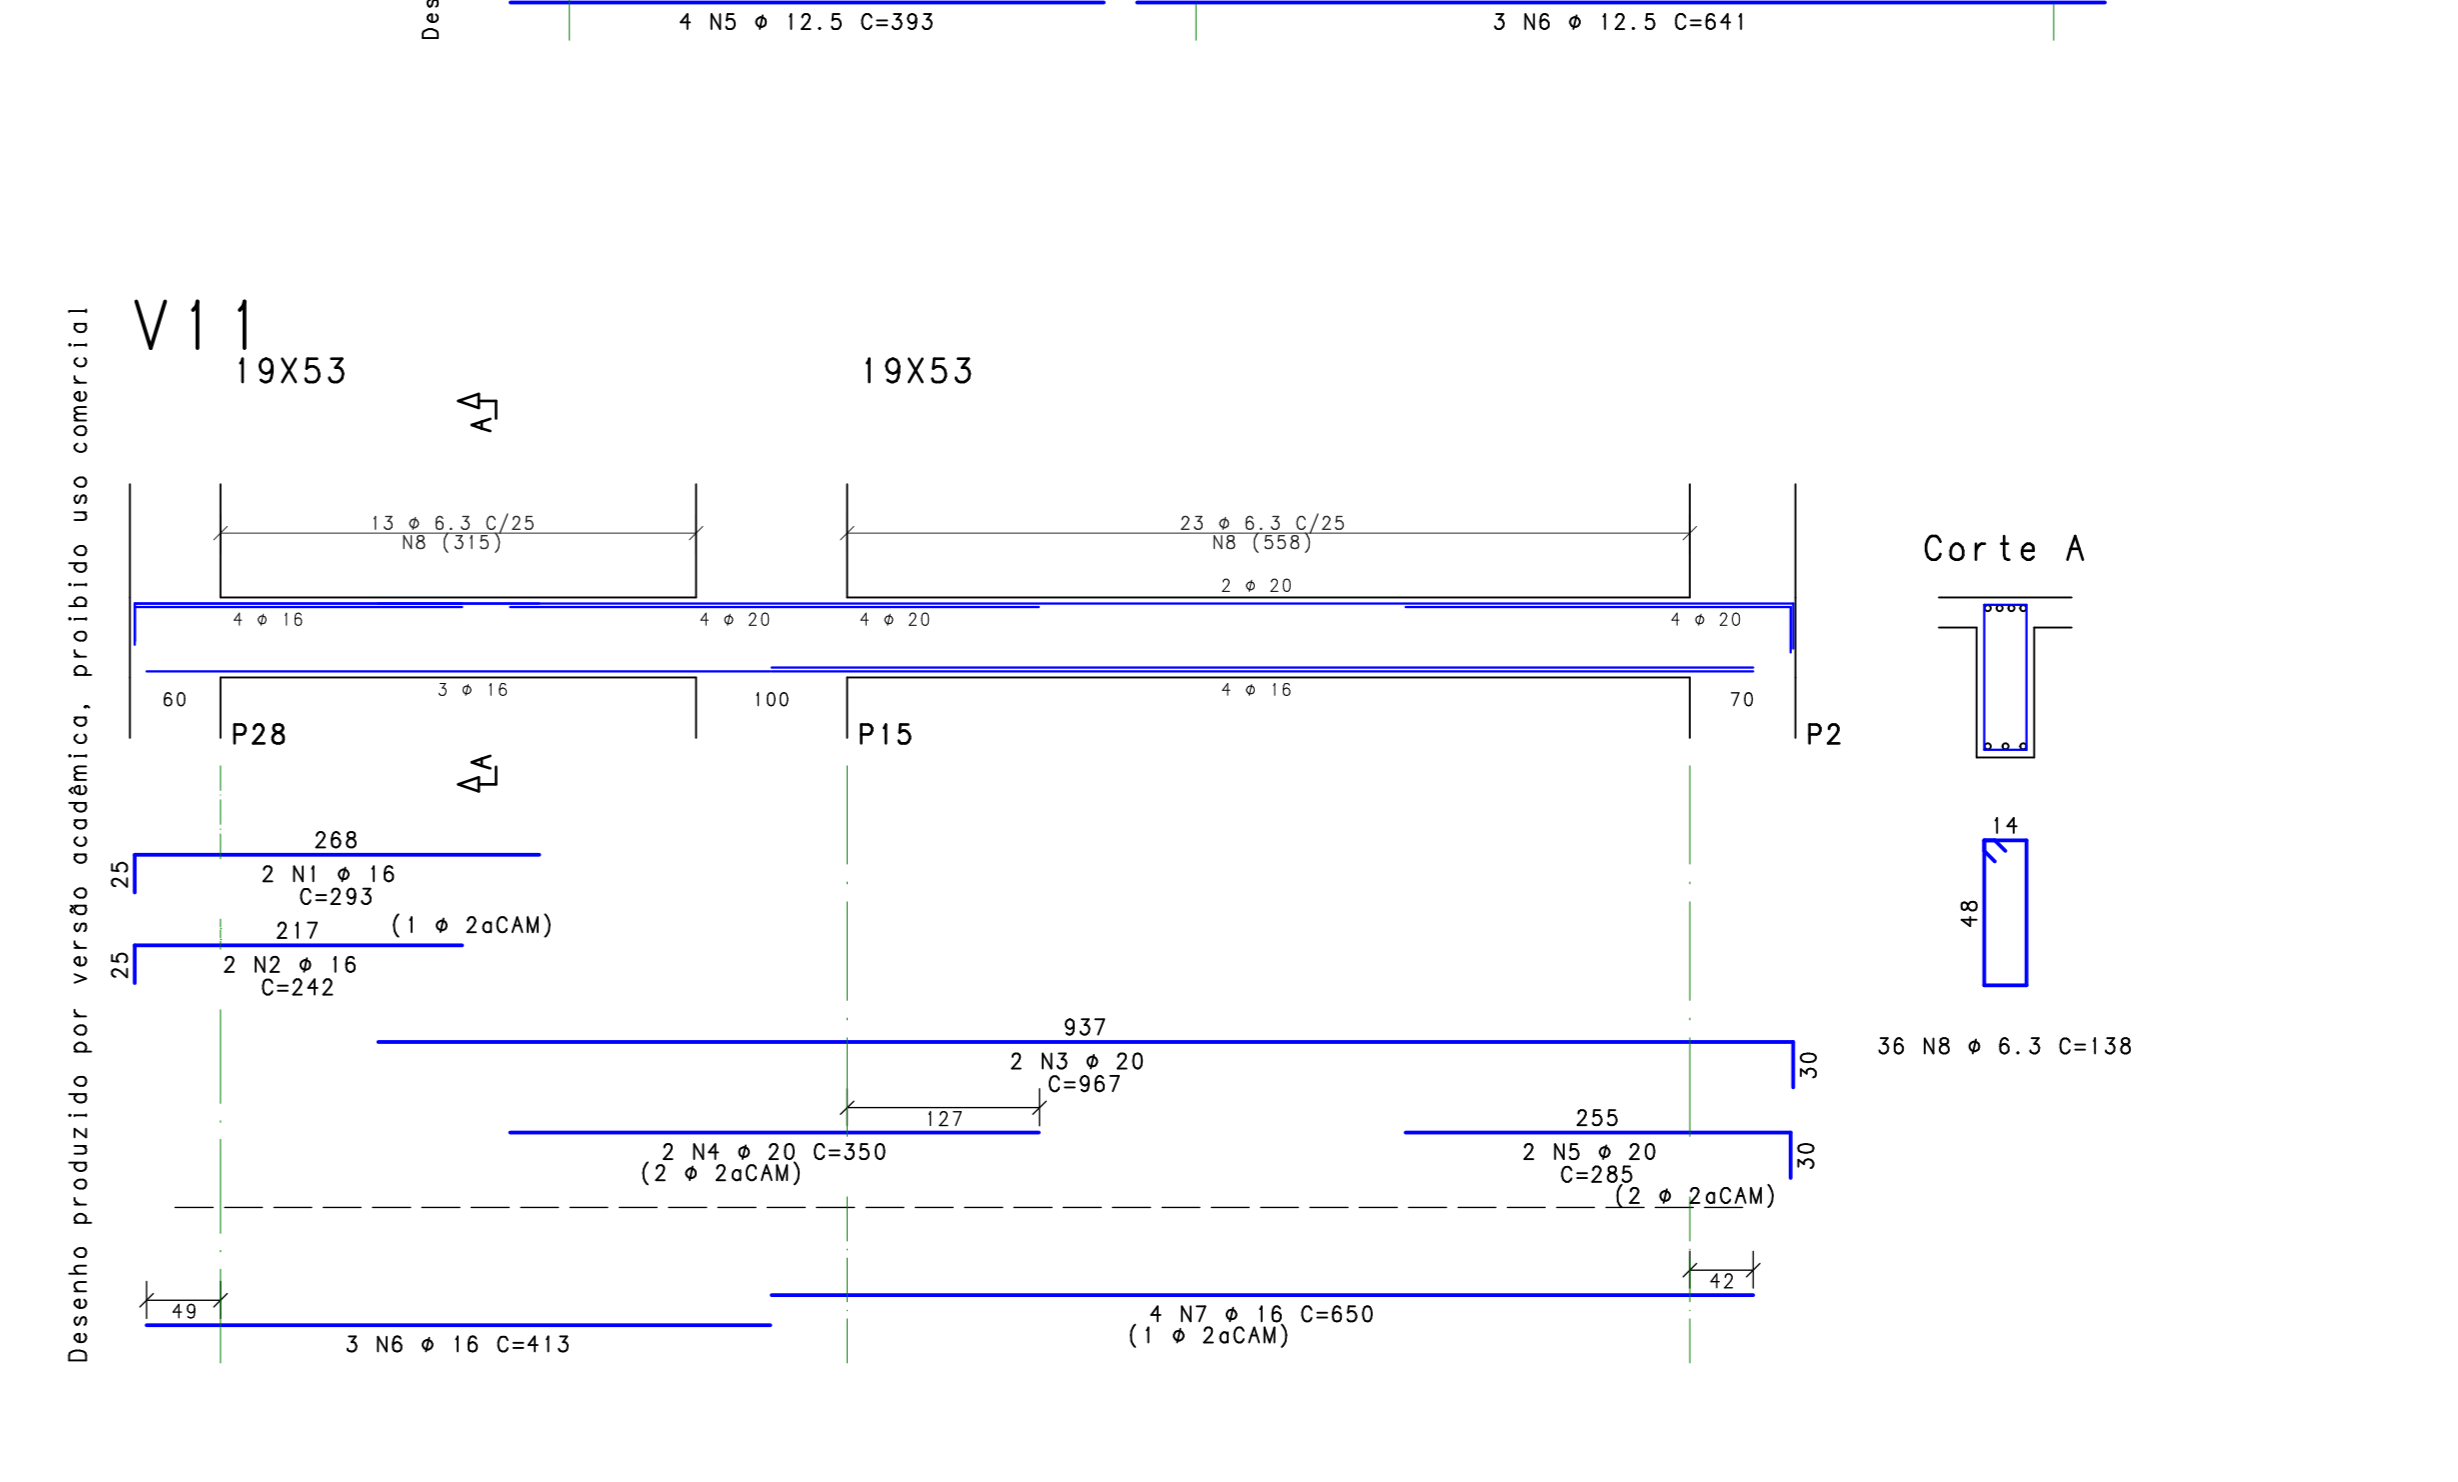 Des
4 N5 ø 12.5 C=393
3 N6 ø 12.5 C=641
Desenho produzido por versão acadêmica, proibido uso comercial
V11
19X53
19X53
A
13 ø 6.3 C/25
N8 (315)
23 ø 6.3 C/25
N8 (558)
Corte A
2 ø 20
4 ø 16
4 ø 20
4 ø 20
4 ø 20
60
3 ø 16
100
4 ø 16
70
P28
P15
P2
A
268
25
2 N1 ø 16
C=293
(1 ø 2aCAM)
217
25
2 N2 ø 16
C=242
14
48
937
2 N3 ø 20
C=967
30
36 N8 ø 6.3 C=138
127
2 N4 ø 20 C=350
(2 ø 2aCAM)
255
2 N5 ø 20
C=285
30
(2 ø 2aCAM)
42
4 N7 ø 16 C=650
(1 ø 2aCAM)
49
3 N6 ø 16 C=413